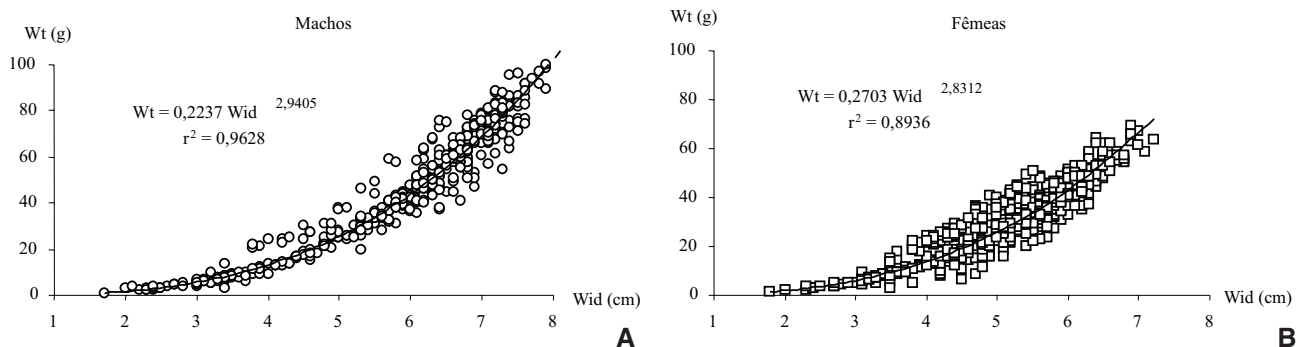 Machos
Wt (g)
100
80
60
40
20
0
Wt = 0,2237 Wid 2,9405
r² = 0,9628
Wid (cm)
1 2 3 4 5 6 7 8
A
Fêmeas
Wt (g)
100
80
60
40
20
0
Wt = 0,2703 Wid 2,8312
r² = 0,8936
Wid (cm)
1 2 3 4 5 6 7 8
B